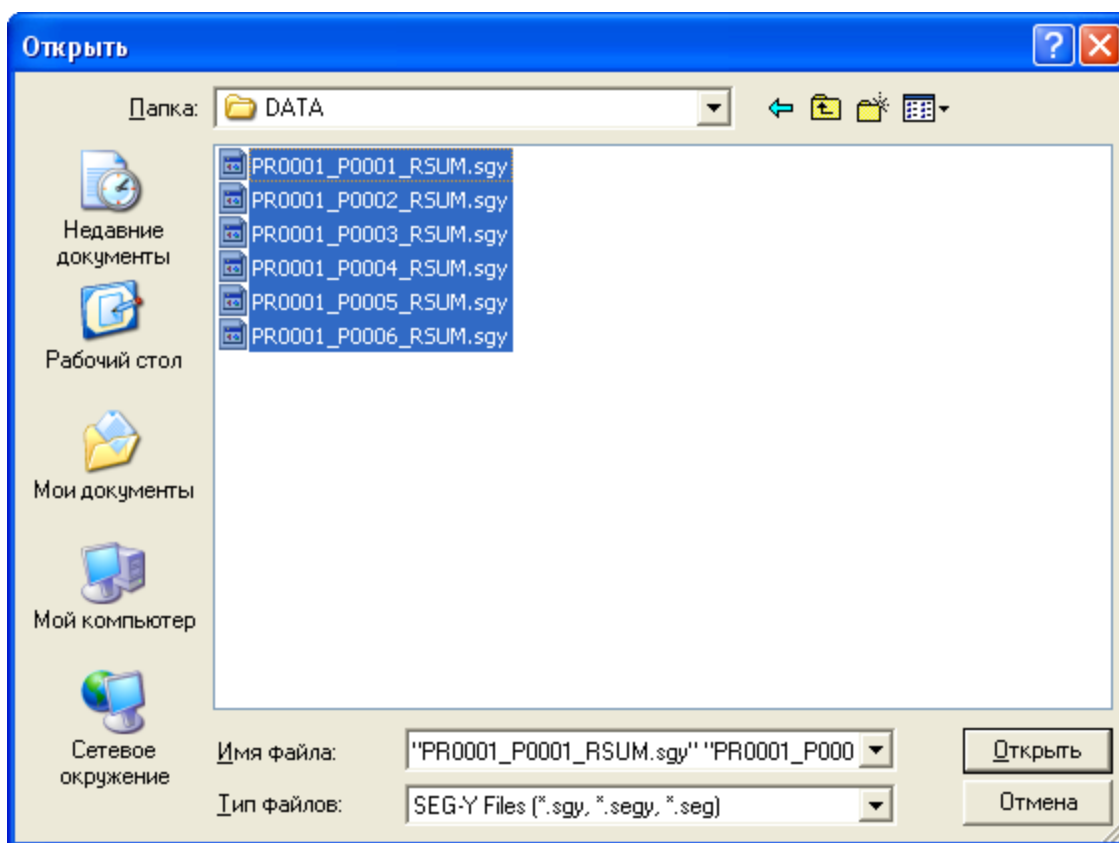 Открыть
Папка:
DATA
Недавние
документы
Рабочий стол
Мои документы
Мой компьютер
Сетевое
окружение
PR0001_P0001_RSUM.sgy
PR0001_P0002_RSUM.sgy
PR0001_P0003_RSUM.sgy
PR0001_P0004_RSUM.sgy
PR0001_P0005_RSUM.sgy
PR0001_P0006_RSUM.sgy
Имя файла:
"PR0001_P0001_RSUM.sgy" "PR0001_P000
Открыть
Тип файлов:
SEG-Y Files (*.sgy, *.segy, *.seg)
Отмена